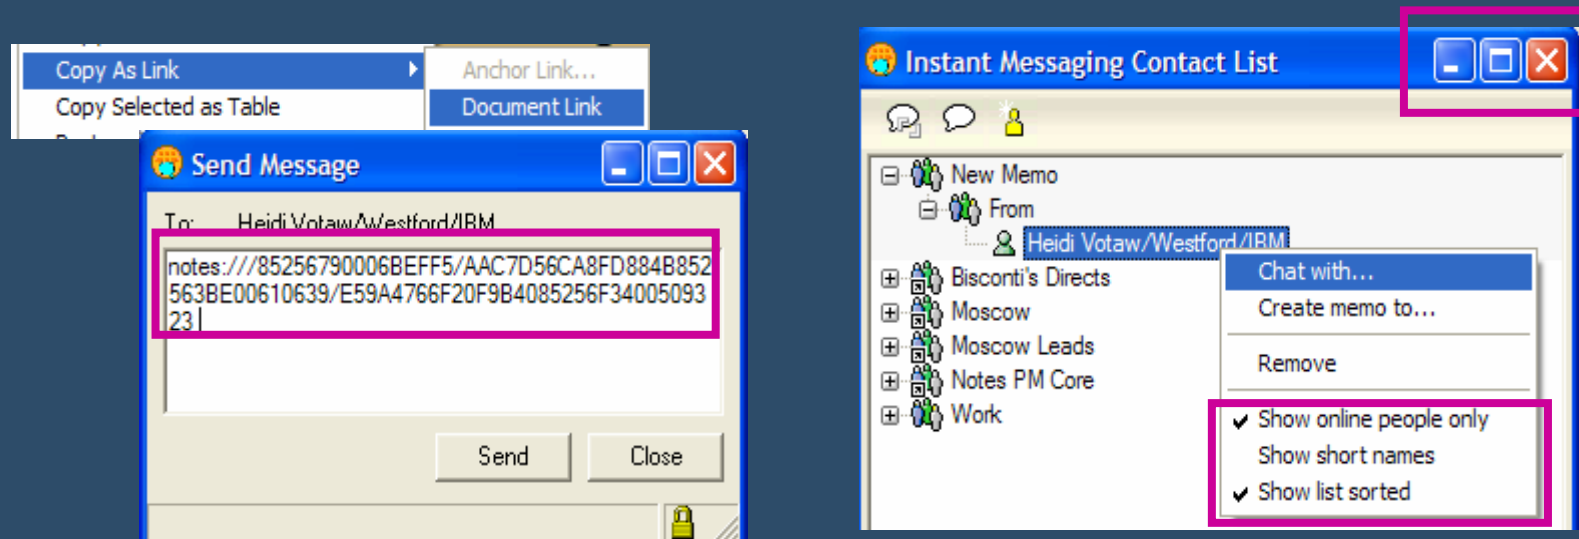 Copy As Link
Anchor Link...
Copy Selected as Table
Document Link
Send Message
To: Heidi Votaw/Westford/IBM
notes:///85256790006BEFF5/AAC7D56CA8FD884B852
563BE00610639/E59A4766F20F9B4085256F34005093
23
Send
Close
Instant Messaging Contact List
New Memo
From
Heidi Votaw/Westford/IBM
Bisconti's Directs
Moscow
Moscow Leads
Notes PM Core
Work
Chat with...
Create memo to...
Remove
Show online people only
Show short names
Show list sorted